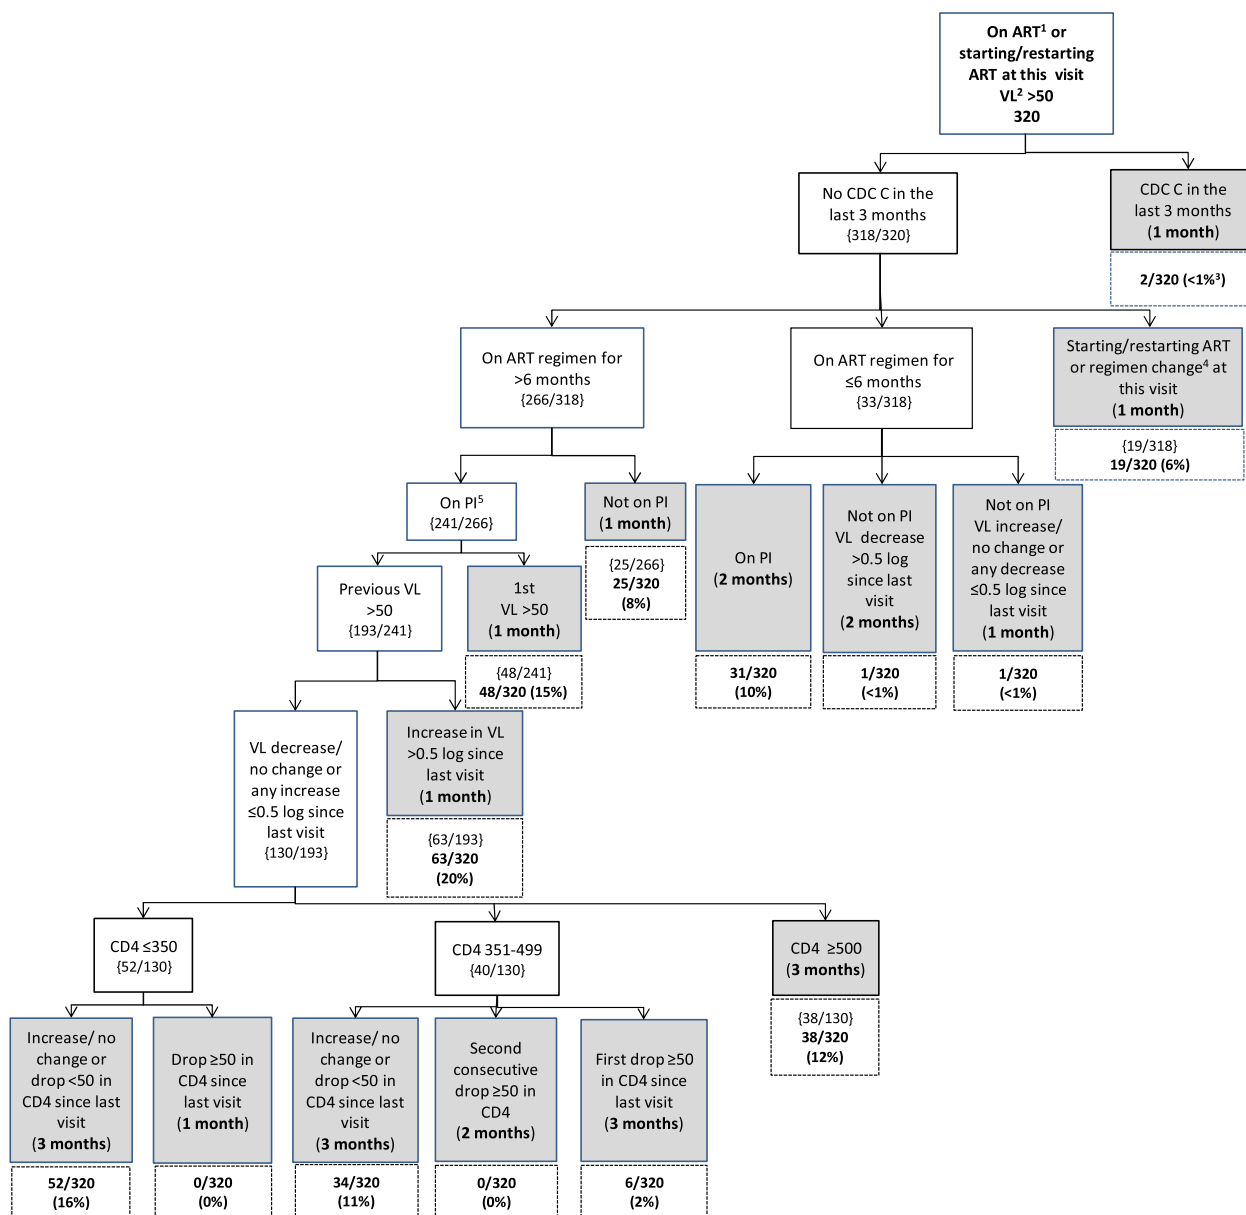 On ART¹ or
starting/restarting
ART at this visit
VL² >50
320
No CDC C in the
last 3 months
{318/320}
CDC C in the
last 3 months
(1 month)
2/320 (<1%³)
On ART regimen for
>6 months
{266/318}
On ART regimen for
≤6 months
{33/318}
Starting/restarting ART
or regimen change⁴ at
this visit
(1 month)
{19/318}
19/320 (6%)
On PI⁵
{241/266}
Not on PI
(1 month)
{25/266}
25/320
(8%)
On PI
(2 months)
31/320
(10%)
Not on PI
VL decrease
>0.5 log
since last
visit
(2 months)
1/320
(<1%)
Not on PI
VL increase/
no change or
any decrease
≤0.5 log since
last visit
(1 month)
1/320
(<1%)
Previous VL
>50
{193/241}
1st
VL >50
(1 month)
{48/241}
48/320 (15%)
VL decrease/
no change or
any increase
≤0.5 log since
last visit
{130/193}
Increase in VL
>0.5 log since
last visit
(1 month)
{63/193}
63/320
(20%)
CD4 ≤350
{52/130}
CD4 351-499
{40/130}
CD4 ≥500
(3 months)
{38/130}
38/320
(12%)
Increase/ no
change or
drop <50 in
CD4 since last
visit
(3 months)
52/320
(16%)
Drop ≥50 in
CD4 since
last visit
(1 month)
0/320
(0%)
Increase/ no
change or
drop <50 in
CD4 since last
visit
(3 months)
34/320
(11%)
Second
consecutive
drop ≥50 in
CD4
(2 months)
0/320
(0%)
First drop ≥50
in CD4 since
last visit
(3 months)
6/320
(2%)